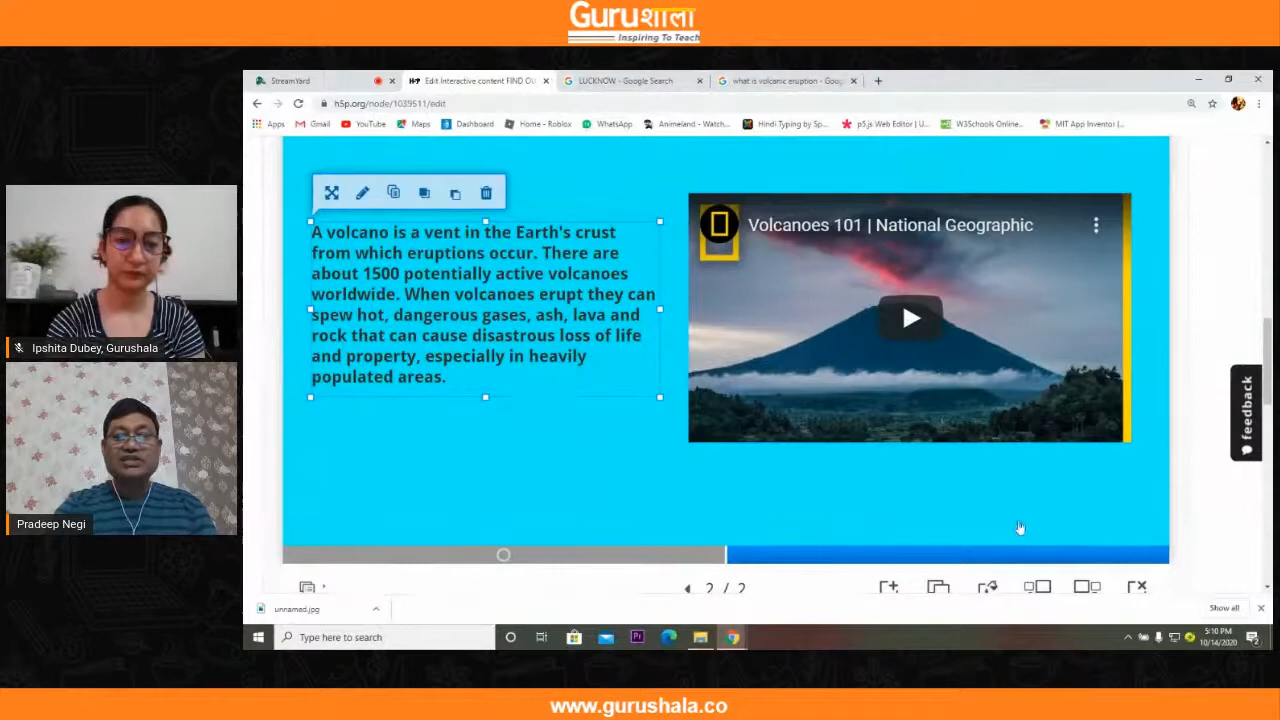 Guruशाला
Inspiring To Teach
StreamYard
H-P Edit Interactive content FIND Ou
LUCKNOW - Google Search
what is volcanic eruption - Goog
h5p.org/node/1039511/edit
Apps
Gmail
YouTube
Maps
Dashboard
Home - Roblox
WhatsApp
Animeland - Watch...
Hindi Typing by Sp...
p5.js Web Editor | U...
W3Schools Online...
MIT App Inventor |...
A volcano is a vent in the Earth's crust
from which eruptions occur. There are
about 1500 potentially active volcanoes
worldwide. When volcanoes erupt they can
spew hot, dangerous gases, ash, lava and
rock that can cause disastrous loss of life
and property, especially in heavily
populated areas.
Volcanoes 101 | National Geographic
feedback
Ipshita Dubey, Gurushala
Pradeep Negi
2 / 2
unnamed.jpg
Show all
Type here to search
Pr
5:10 PM
10/14/2020
2
www.gurushala.co